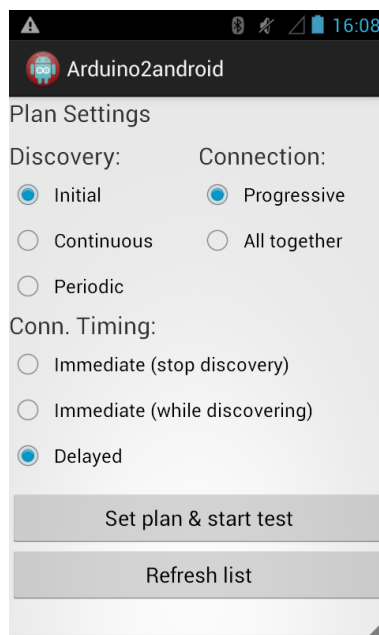 16:08
Arduino2android
Plan Settings
Discovery:
Initial
Continuous
Periodic
Connection:
Progressive
All together
Conn. Timing:
Immediate (stop discovery)
Immediate (while discovering)
Delayed
Set plan & start test
Refresh list